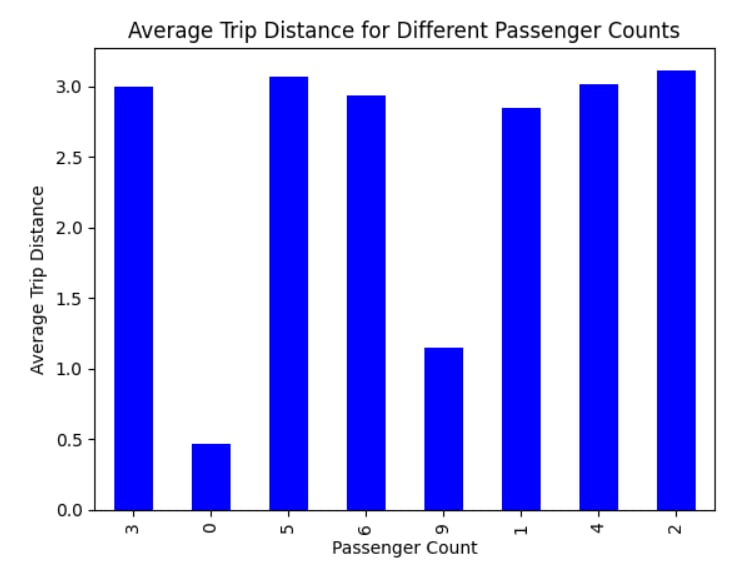 Average Trip Distance for Different Passenger Counts
Average Trip Distance
3.0
2.5
2.0
1.5
1.0
0.5
0.0
3 0 5 6 9 1 4 2
Passenger Count